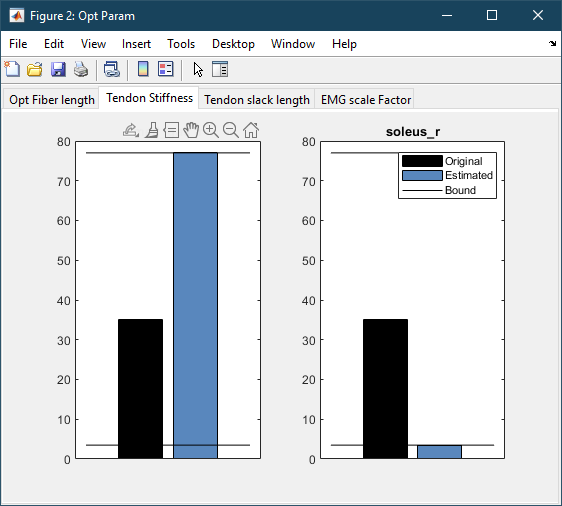 Figure 2: Opt Param
File Edit View Insert Tools Desktop Window Help
Opt Fiber length Tendon Stiffness Tendon slack length EMG scale Factor
80
70
60
50
40
30
20
10
0
soleus_r
80
70
60
50
40
30
20
10
0
Original
Estimated
Bound